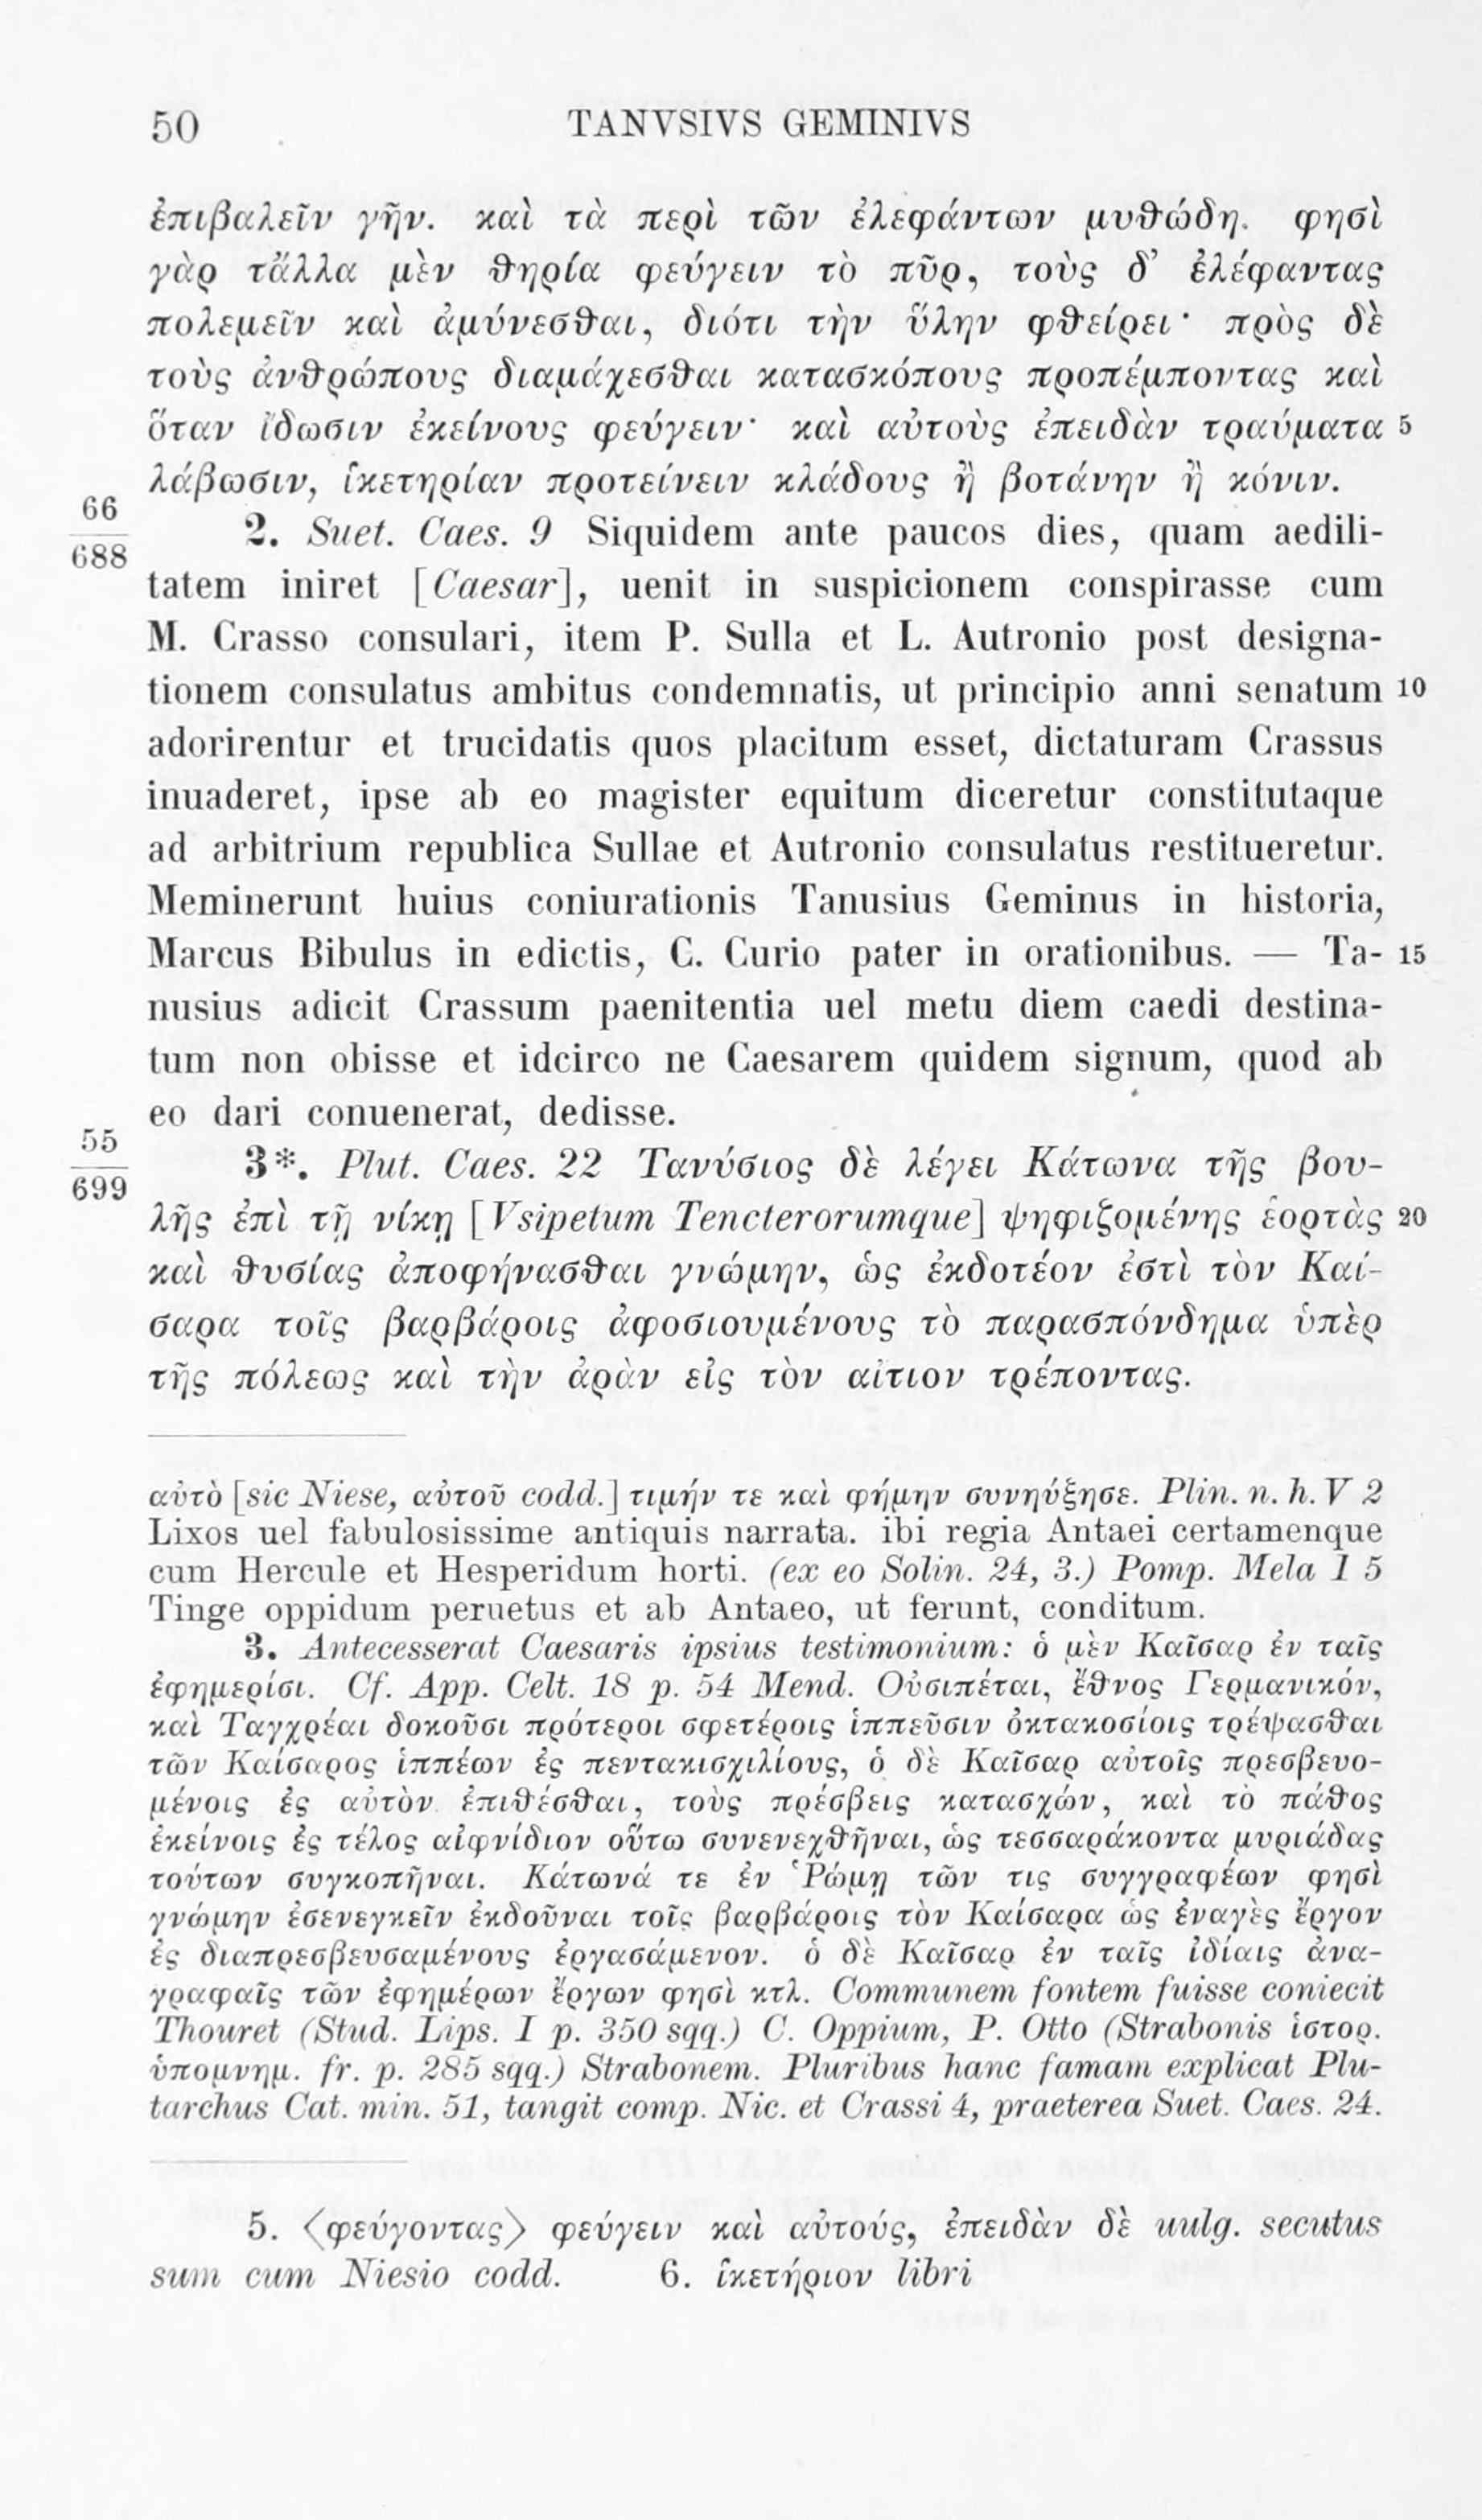 50 TANVSIVS GEMINIVS
ἐπιβαλεῖν γῆν. καὶ τὰ περὶ τῶν ἐλεφάντων μυθώδη. φησὶ
γὰρ τἄλλα μὲν θηρία φεύγειν τὸ πῦρ, τοὺς δ’ ἐλέφαντας
πολεμεῖν καὶ ἀμύνεσθαι, διότι τὴν ὕλην φθείρει· πρὸς δὲ
τοὺς ἀνθρώπους διαμάχεσθαι κατασκόπους προπέμποντας καὶ
ὅταν ἴδωσιν ἐκείνους φεύγειν· καὶ αὐτοὺς ἐπειδὰν τραύματα 5
λάβωσιν, ἱκετηρίαν προτείνειν κλάδους ἢ βοτάνην ἢ κόνιν.
66
688
2. Suet. Caes. 9 Siquidem ante paucos dies, quam aedili-
tatem iniret [Caesar], uenit in suspicionem conspirasse cum
M. Crasso consulari, item P. Sulla et L. Autronio post designa-
tionem consulatus ambitus condemnatis, ut principio anni senatum 10
adorirentur et trucidatis quos placitum esset, dictaturam Crassus
inuaderet, ipse ab eo magister equitum diceretur constitutaque
ad arbitrium republica Sullae et Autronio consulatus restitueretur.
Meminerunt huius coniurationis Tanusius Geminus in historia,
Marcus Bibulus in edictis, C. Curio pater in orationibus. — Ta- 15
nusius adicit Crassum paenitentia uel metu diem caedi destina-
tum non obisse et idcirco ne Caesarem quidem signum, quod ab
eo dari conuenerat, dedisse.
55
699
3*. Plut. Caes. 22 Τανύσιος δὲ λέγει Κάτωνα τῆς βου-
λῆς ἐπὶ τῇ νίκῃ [Vsipetum Tencterorumque] ψηφιζομένης ἑορτὰς 20
καὶ θυσίας ἀποφήνασθαι γνώμην, ὡς ἐκδοτέον ἐστὶ τὸν Καί-
σαρα τοῖς βαρβάροις ἀφοσιουμένους τὸ παρασπόνδημα ὑπὲρ
τῆς πόλεως καὶ τὴν ἀρὰν εἰς τὸν αἴτιον τρέποντας.
αὐτὸ [sic Niese, αὐτοῦ codd.] τιμήν τε καὶ φήμην συνηύξησε. Plin. n. h. V 2
Lixos uel fabulosissime antiquis narrata. ibi regia Antaei certamenque
cum Hercule et Hesperidum horti. (ex eo Solin. 24, 3.) Pomp. Mela I 5
Tinge oppidum peruetus et ab Antaeo, ut ferunt, conditum.
3. Antecesserat Caesaris ipsius testimonium: ὁ μὲν Καῖσαρ ἐν ταῖς
ἐφημερίσι. Cf. App. Celt. 18 p. 54 Mend. Οὐσιπέται, ἔθνος Γερμανικόν,
καὶ Ταγχρέαι δοκοῦσι πρότεροι σφετέροις ἱππεῦσιν ὀκτακοσίοις τρέψασθαι
τῶν Καίσαρος ἱππέων ἐς πεντακισχιλίους, ὁ δὲ Καῖσαρ αὐτοῖς πρεσβευο-
μένοις ἐς αὐτὸν ἐπιθέσθαι, τοὺς πρέσβεις κατασχών, καὶ τὸ πάθος
ἐκείνοις ἐς τέλος αἰφνίδιον οὕτω συνενεχθῆναι, ὡς τεσσαράκοντα μυριάδας
τούτων συγκοπῆναι. Κάτωνά τε ἐν Ῥώμῃ τῶν τις συγγραφέων φησὶ
γνώμην ἐσενεγκεῖν ἐκδοῦναι τοῖς βαρβάροις τὸν Καίσαρα ὡς ἐναγὲς ἔργον
ἐς διαπρεσβευσαμένους ἐργασάμενον. ὁ δὲ Καῖσαρ ἐν ταῖς ἰδίαις ἀνα-
γραφαῖς τῶν ἐφημέρων ἔργων φησὶ κτλ. Communem fontem fuisse coniecit
Thouret (Stud. Lips. I p. 350 sqq.) C. Oppium, P. Otto (Strabonis ἱστορ.
ὑπομνημ. fr. p. 285 sqq.) Strabonem. Pluribus hanc famam explicat Plu-
tarchus Cat. min. 51, tangit comp. Nic. et Crassi 4, praeterea Suet. Caes. 24.
5. ⟨φεύγοντας⟩ φεύγειν καὶ αὐτούς, ἐπειδὰν δὲ uulg. secutus
sum cum Niesio codd. 6. ἱκετήριον libri